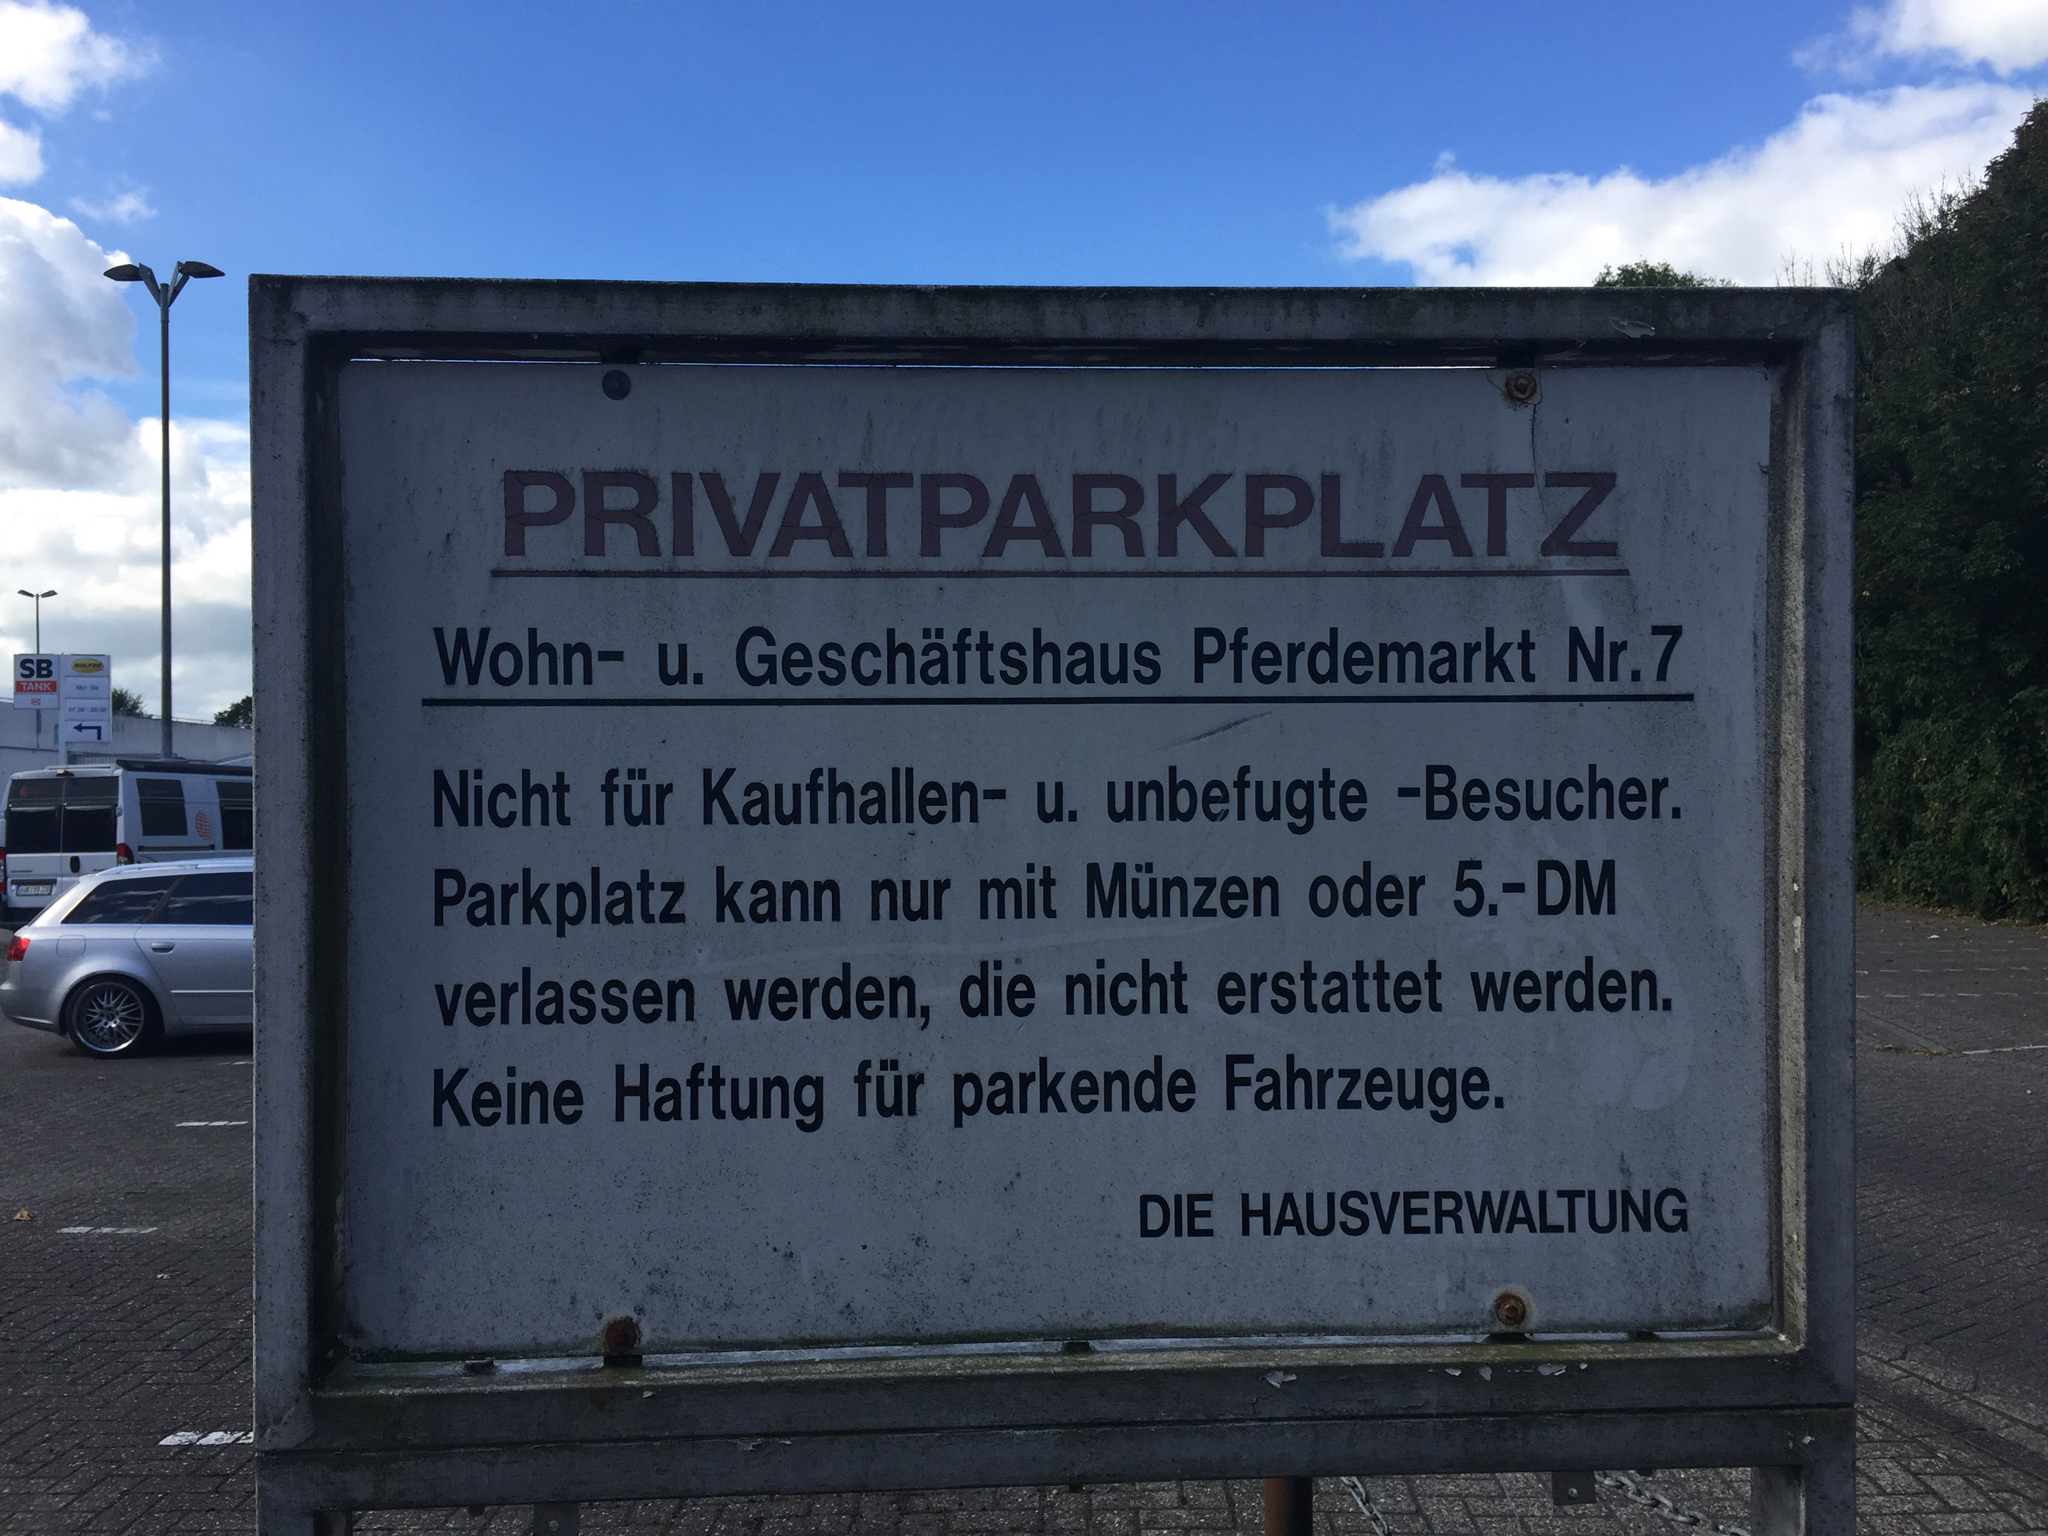 PRIVATPARKPLATZ
Wohn- u. Geschäftshaus Pferdemarkt Nr.7
Nicht für Kaufhallen- u. unbefugte -Besucher.
Parkplatz kann nur mit Münzen oder 5.-DM
verlassen werden, die nicht erstattet werden.
Keine Haftung für parkende Fahrzeuge.
DIE HAUSVERWALTUNG
SB
TANK